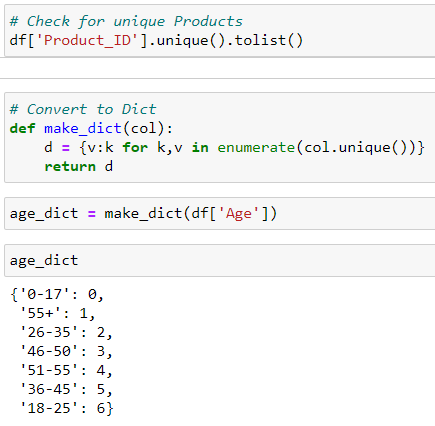 # Check for unique Products
df['Product_ID'].unique().tolist()
# Convert to Dict
def make_dict(col):
    d = {v:k for k,v in enumerate(col.unique())}
    return d
age_dict = make_dict(df['Age'])
age_dict
{'0-17': 0,
 '55+': 1,
 '26-35': 2,
 '46-50': 3,
 '51-55': 4,
 '36-45': 5,
 '18-25': 6}